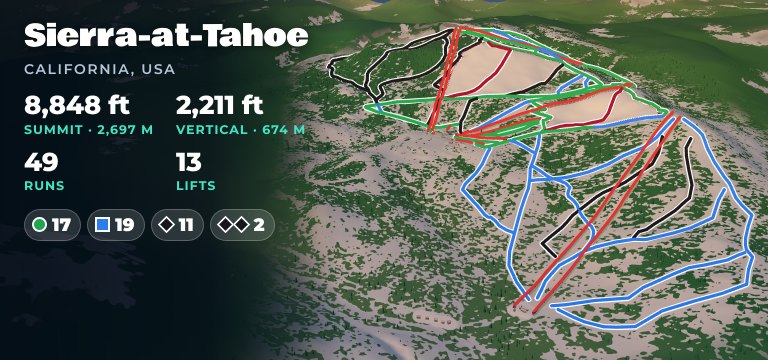 Sierra-at-Tahoe
CALIFORNIA, USA
8,848 ft 2,211 ft
SUMMIT · 2,697 M VERTICAL · 674 M
49 13
RUNS LIFTS
17 19 11 2